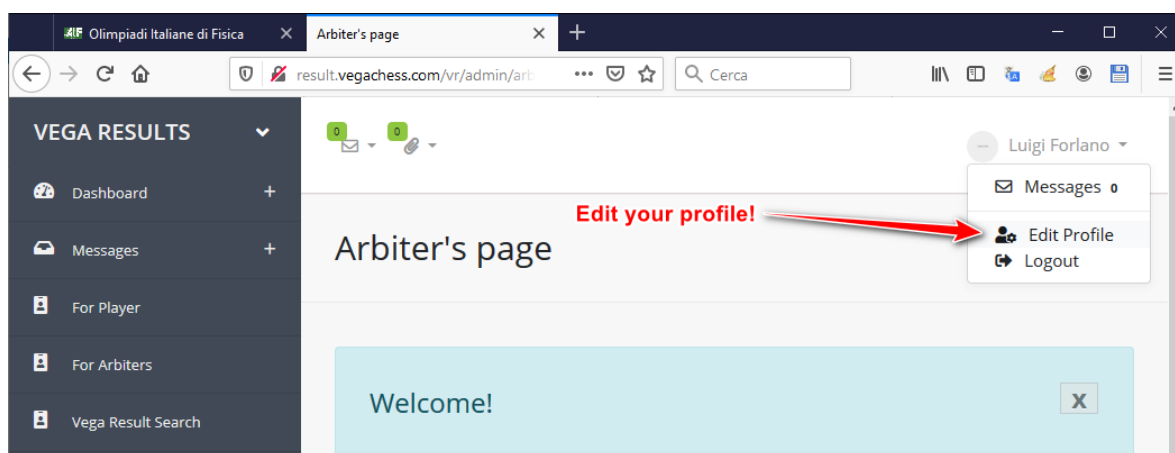 AIF Olimpiadi Italiane di Fisica
Arbiter's page
result.vegachess.com/vr/admin/arb
Cerca
VEGA RESULTS
0
0
Luigi Forlano
Messages 0
Edit your profile!
Edit Profile
Logout
Dashboard
Messages
Arbiter's page
For Player
For Arbiters
Welcome!
X
Vega Result Search